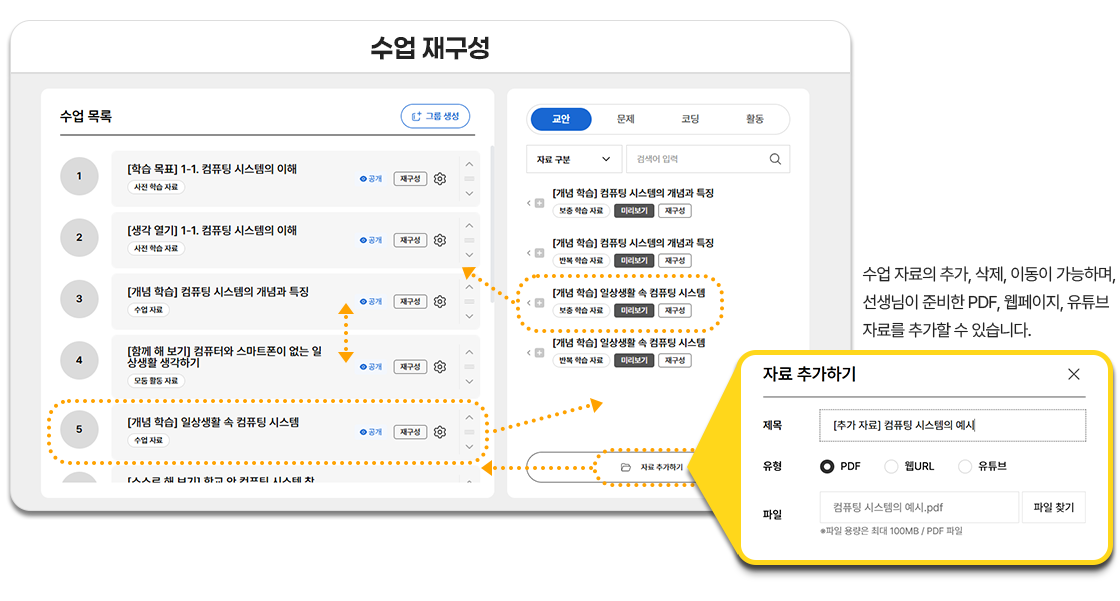 수업 재구성
수업 목록
그룹 생성
1
[학습 목표] 1-1. 컴퓨팅 시스템의 이해
사전 학습 자료
공개
재구성
2
[생각 열기] 1-1. 컴퓨팅 시스템의 이해
사전 학습 자료
공개
재구성
3
[개념 학습] 컴퓨팅 시스템의 개념과 특징
수업 자료
공개
재구성
4
[함께 해 보기] 컴퓨터와 스마트폰이 없는 일
상생활 생각하기
모둠 활동 자료
공개
재구성
5
[개념 학습] 일상생활 속 컴퓨팅 시스템
수업 자료
공개
재구성
[스스로 해 보기] 학교 안 컴퓨팅 시스템 찾
교안
문제
코딩
활동
자료 구분
검색어 입력
[개념 학습] 컴퓨팅 시스템의 개념과 특징
보충 학습 자료
미리보기
재구성
[개념 학습] 컴퓨팅 시스템의 개념과 특징
반복 학습 자료
미리보기
재구성
[개념 학습] 일상생활 속 컴퓨팅 시스템
보충 학습 자료
미리보기
재구성
[개념 학습] 일상생활 속 컴퓨팅 시스템
반복 학습 자료
미리보기
재구성
자료 추가하기
수업 자료의 추가, 삭제, 이동이 가능하며,
선생님이 준비한 PDF, 웹페이지, 유튜브
자료를 추가할 수 있습니다.
자료 추가하기
제목
[추가 자료] 컴퓨팅 시스템의 예시
유형
PDF
웹URL
유튜브
파일
컴퓨팅 시스템의 예시.pdf
파일 찾기
※파일 용량은 최대 100MB / PDF 파일